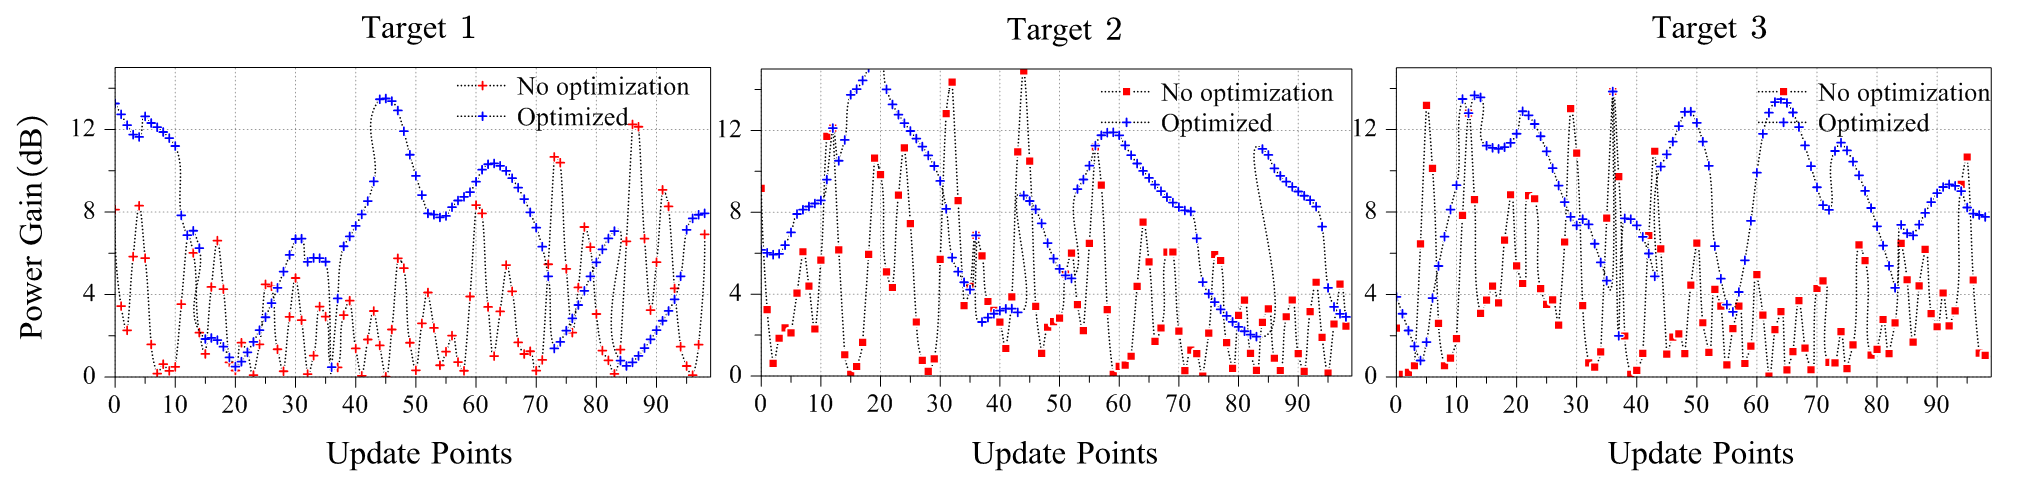 Target 1
Target 2
Target 3
Power Gain (dB)
12
8
4
0
0 10 20 30 40 50 60 70 80 90
Update Points
No optimization
Optimized
12
8
4
0
0 10 20 30 40 50 60 70 80 90
Update Points
No optimization
Optimized
12
8
4
0
0 10 20 30 40 50 60 70 80 90
Update Points
No optimization
Optimized